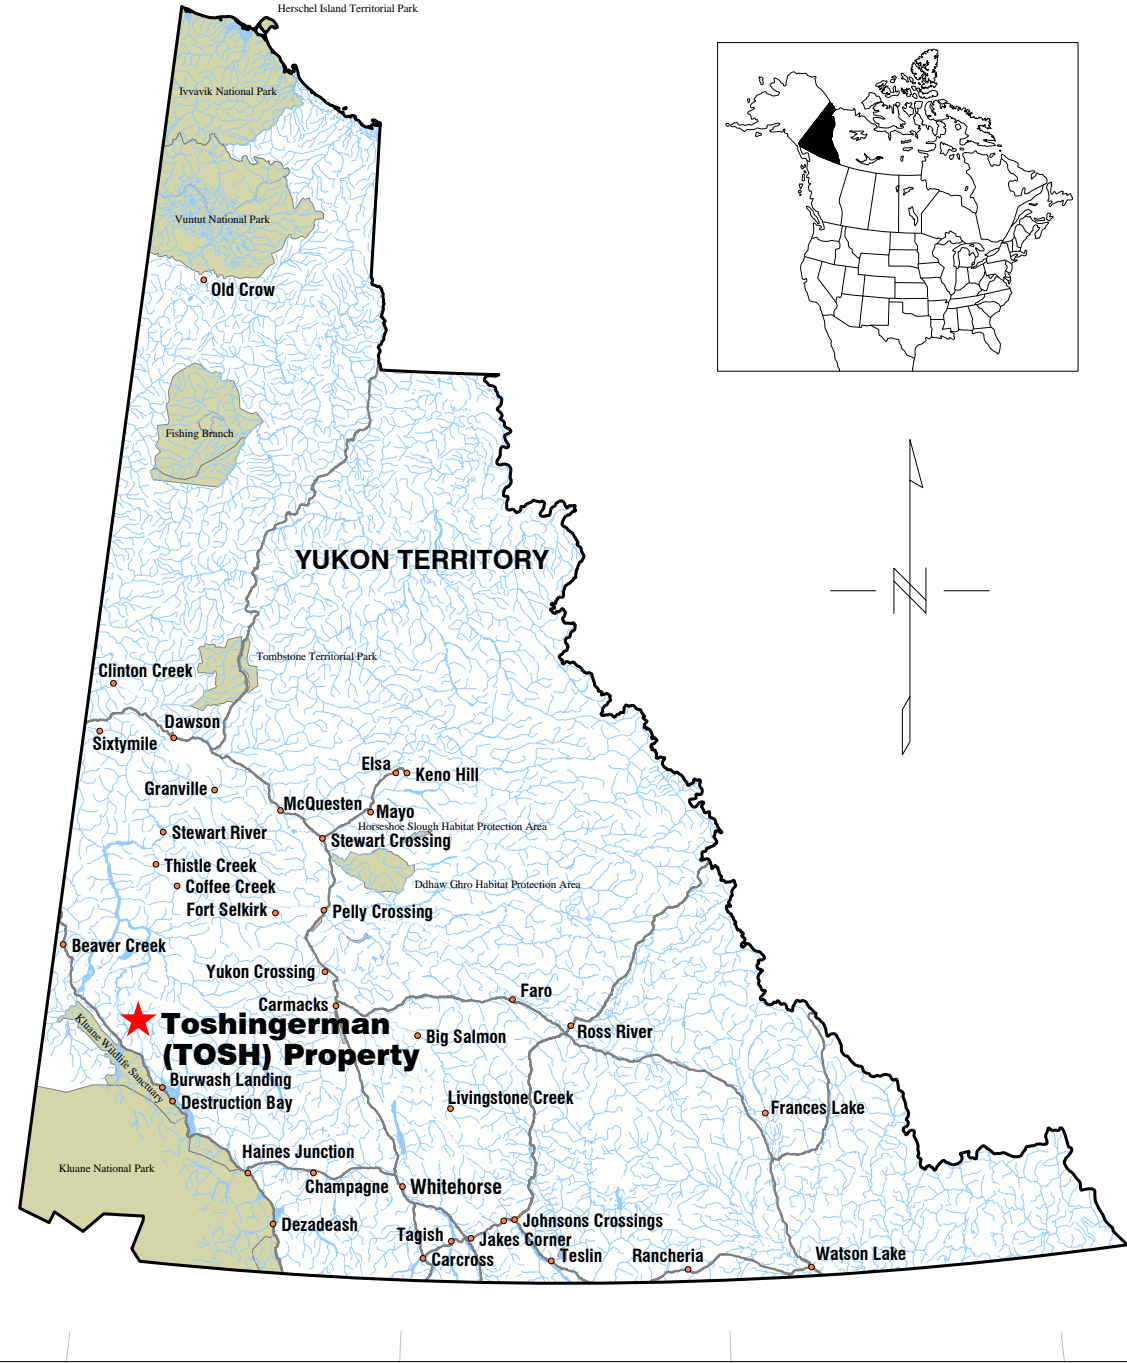 Herschel Island Territorial Park
Ivvavik National Park
Vuntut National Park
Old Crow
Fishing Branch
YUKON TERRITORY
N
Tombstone Territorial Park
Clinton Creek
Dawson
Sixtymile
Elsa
Keno Hill
Granville
McQuesten
Mayo
Horseshoe Slough Habitat Protection Area
Stewart River
Stewart Crossing
Thistle Creek
Coffee Creek
Ddhaw Ghro Habitat Protection Area
Fort Selkirk
Pelly Crossing
Beaver Creek
Yukon Crossing
Faro
Carmacks
Toshingerman
(TOSH) Property
Big Salmon
Ross River
Kluane Wildlife Sanctuary
Burwash Landing
Destruction Bay
Livingstone Creek
Frances Lake
Haines Junction
Kluane National Park
Champagne
Whitehorse
Dezadeash
Johnsons Crossings
Tagish
Jakes Corner
Carcross
Teslin
Rancheria
Watson Lake